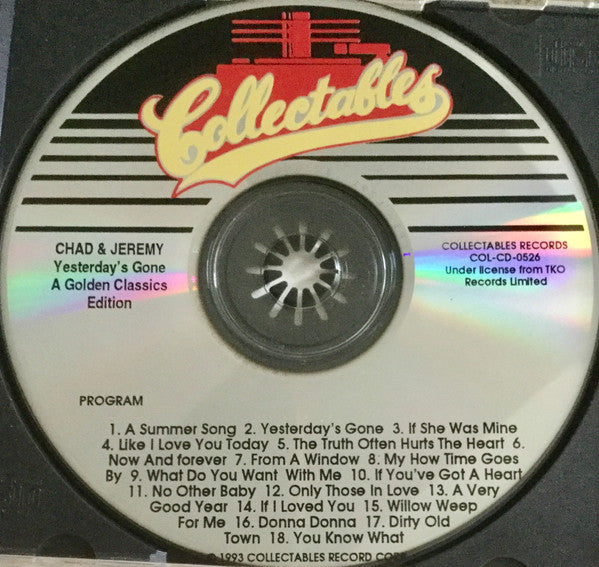 Collectables
CHAD & JEREMY
Yesterday's Gone
A Golden Classics
Edition
COLLECTABLES RECORDS
COL-CD-0526
Under license from TKO
Records Limited
PROGRAM
1. A Summer Song 2. Yesterday's Gone 3. If She Was Mine
4. Like I Love You Today 5. The Truth Often Hurts The Heart 6.
Now And forever 7. From A Window 8. My How Time Goes
By 9. What Do You Want With Me 10. If You've Got A Heart
11. No Other Baby 12. Only Those In Love 13. A Very
Good Year 14. If I Loved You 15. Willow Weep
For Me 16. Donna Donna 17. Dirty Old
Town 18. You Know What
© 1993 COLLECTABLES RECORD CORP